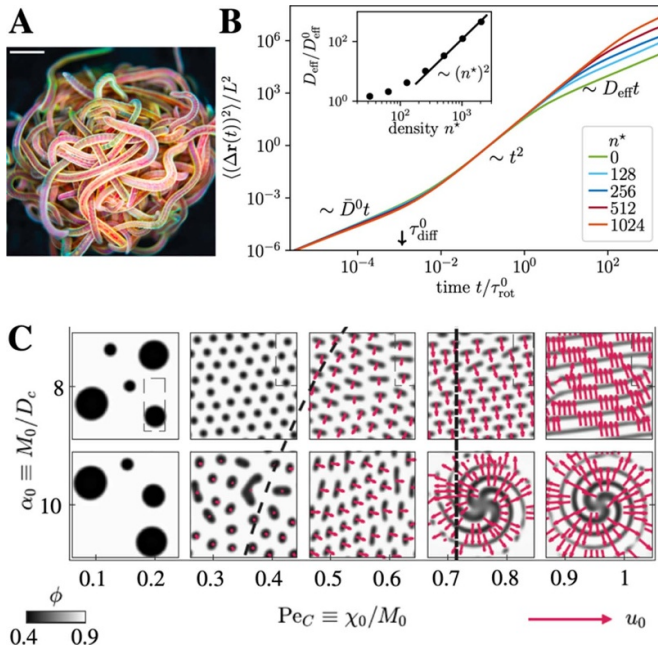 A
B
⟨(Δr(t))²⟩/L²
10⁶
10⁴
10²
10⁰
10⁻³
10⁻⁶
D_eff/D⁰_eff
10²
10⁰
10²
10³
density n⋆
~ (n⋆)²
~ D_eff t
~ t²
~ D̄⁰t
τ⁰_diff
n⋆
0
128
256
512
1024
10⁻⁴
10⁻²
10⁰
10²
time t/τ⁰_rot
C
α₀ ≡ M₀/D_c
8
10
0.1 0.2 0.3 0.4 0.5 0.6 0.7 0.8 0.9 1
ϕ
0.4 0.9
Pe_C ≡ χ₀/M₀
u₀